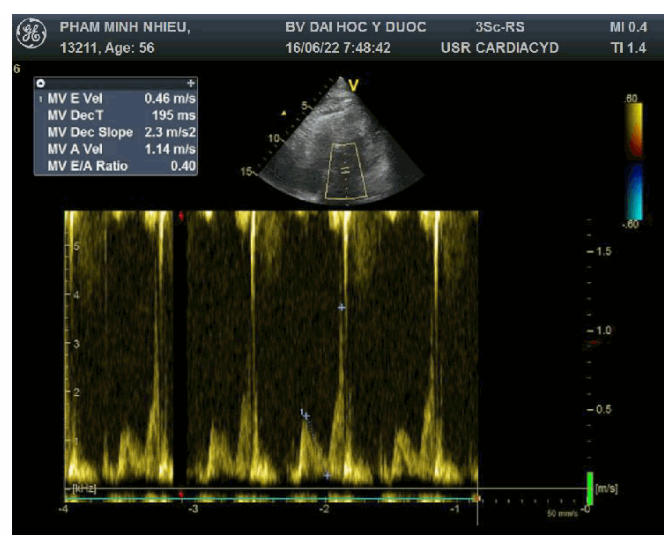 PHAM MINH NHIEU, BV DAI HOC Y DUOC 3Sc-RS MI 0.4
13211, Age: 56 16/06/22 7:48:42 USR CARDIACYD TI 1.4
6
1 MV E Vel 0.46 m/s
MV DecT 195 ms
MV Dec Slope 2.3 m/s2
MV A Vel 1.14 m/s
MV E/A Ratio 0.40
V
5
10
15
.60
-.60
5
4
3
2
1
[kHz]
1
-1.5
-1.0
-0.5
[m/s]
-4 -3 -2 -1 -0
50 mm/s